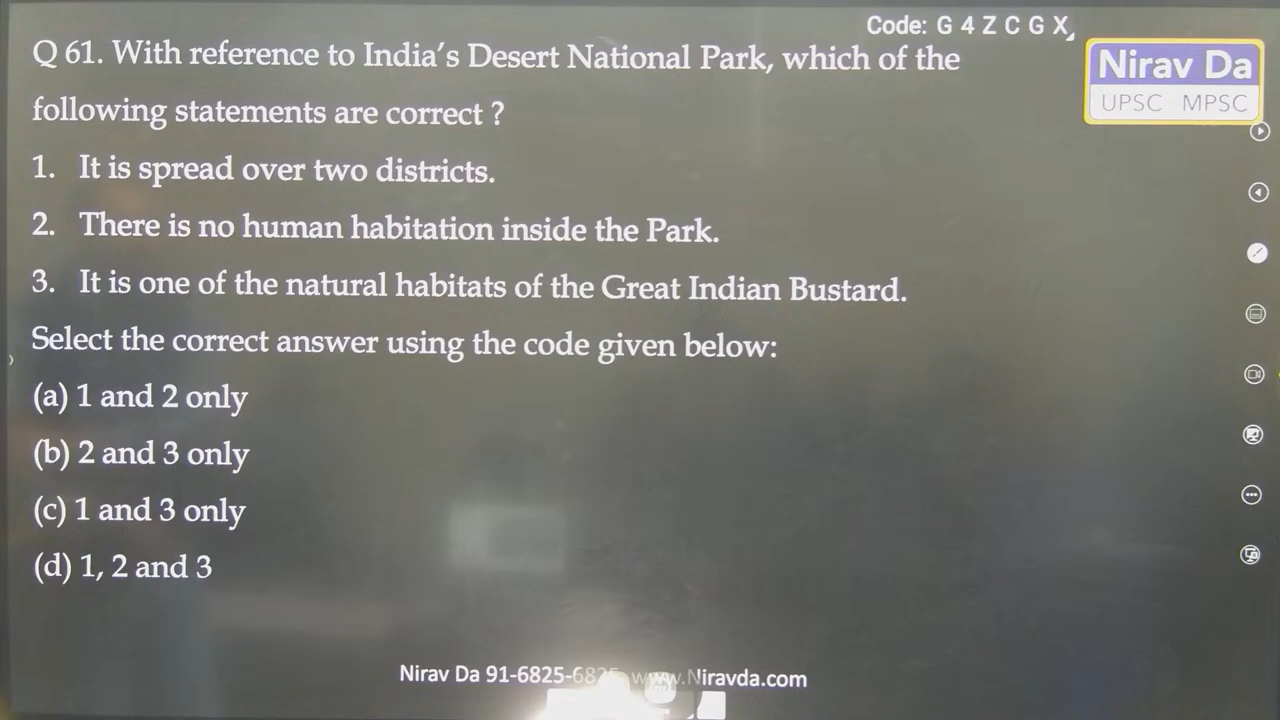 Code: G 4 Z C G X
Q 61. With reference to India's Desert National Park, which of the
following statements are correct ?
Nirav Da
UPSC MPSC
1. It is spread over two districts.
2. There is no human habitation inside the Park.
3. It is one of the natural habitats of the Great Indian Bustard.
Select the correct answer using the code given below:
(a) 1 and 2 only
(b) 2 and 3 only
(c) 1 and 3 only
(d) 1, 2 and 3
Nirav Da 91-6825-6825 www.Niravda.com